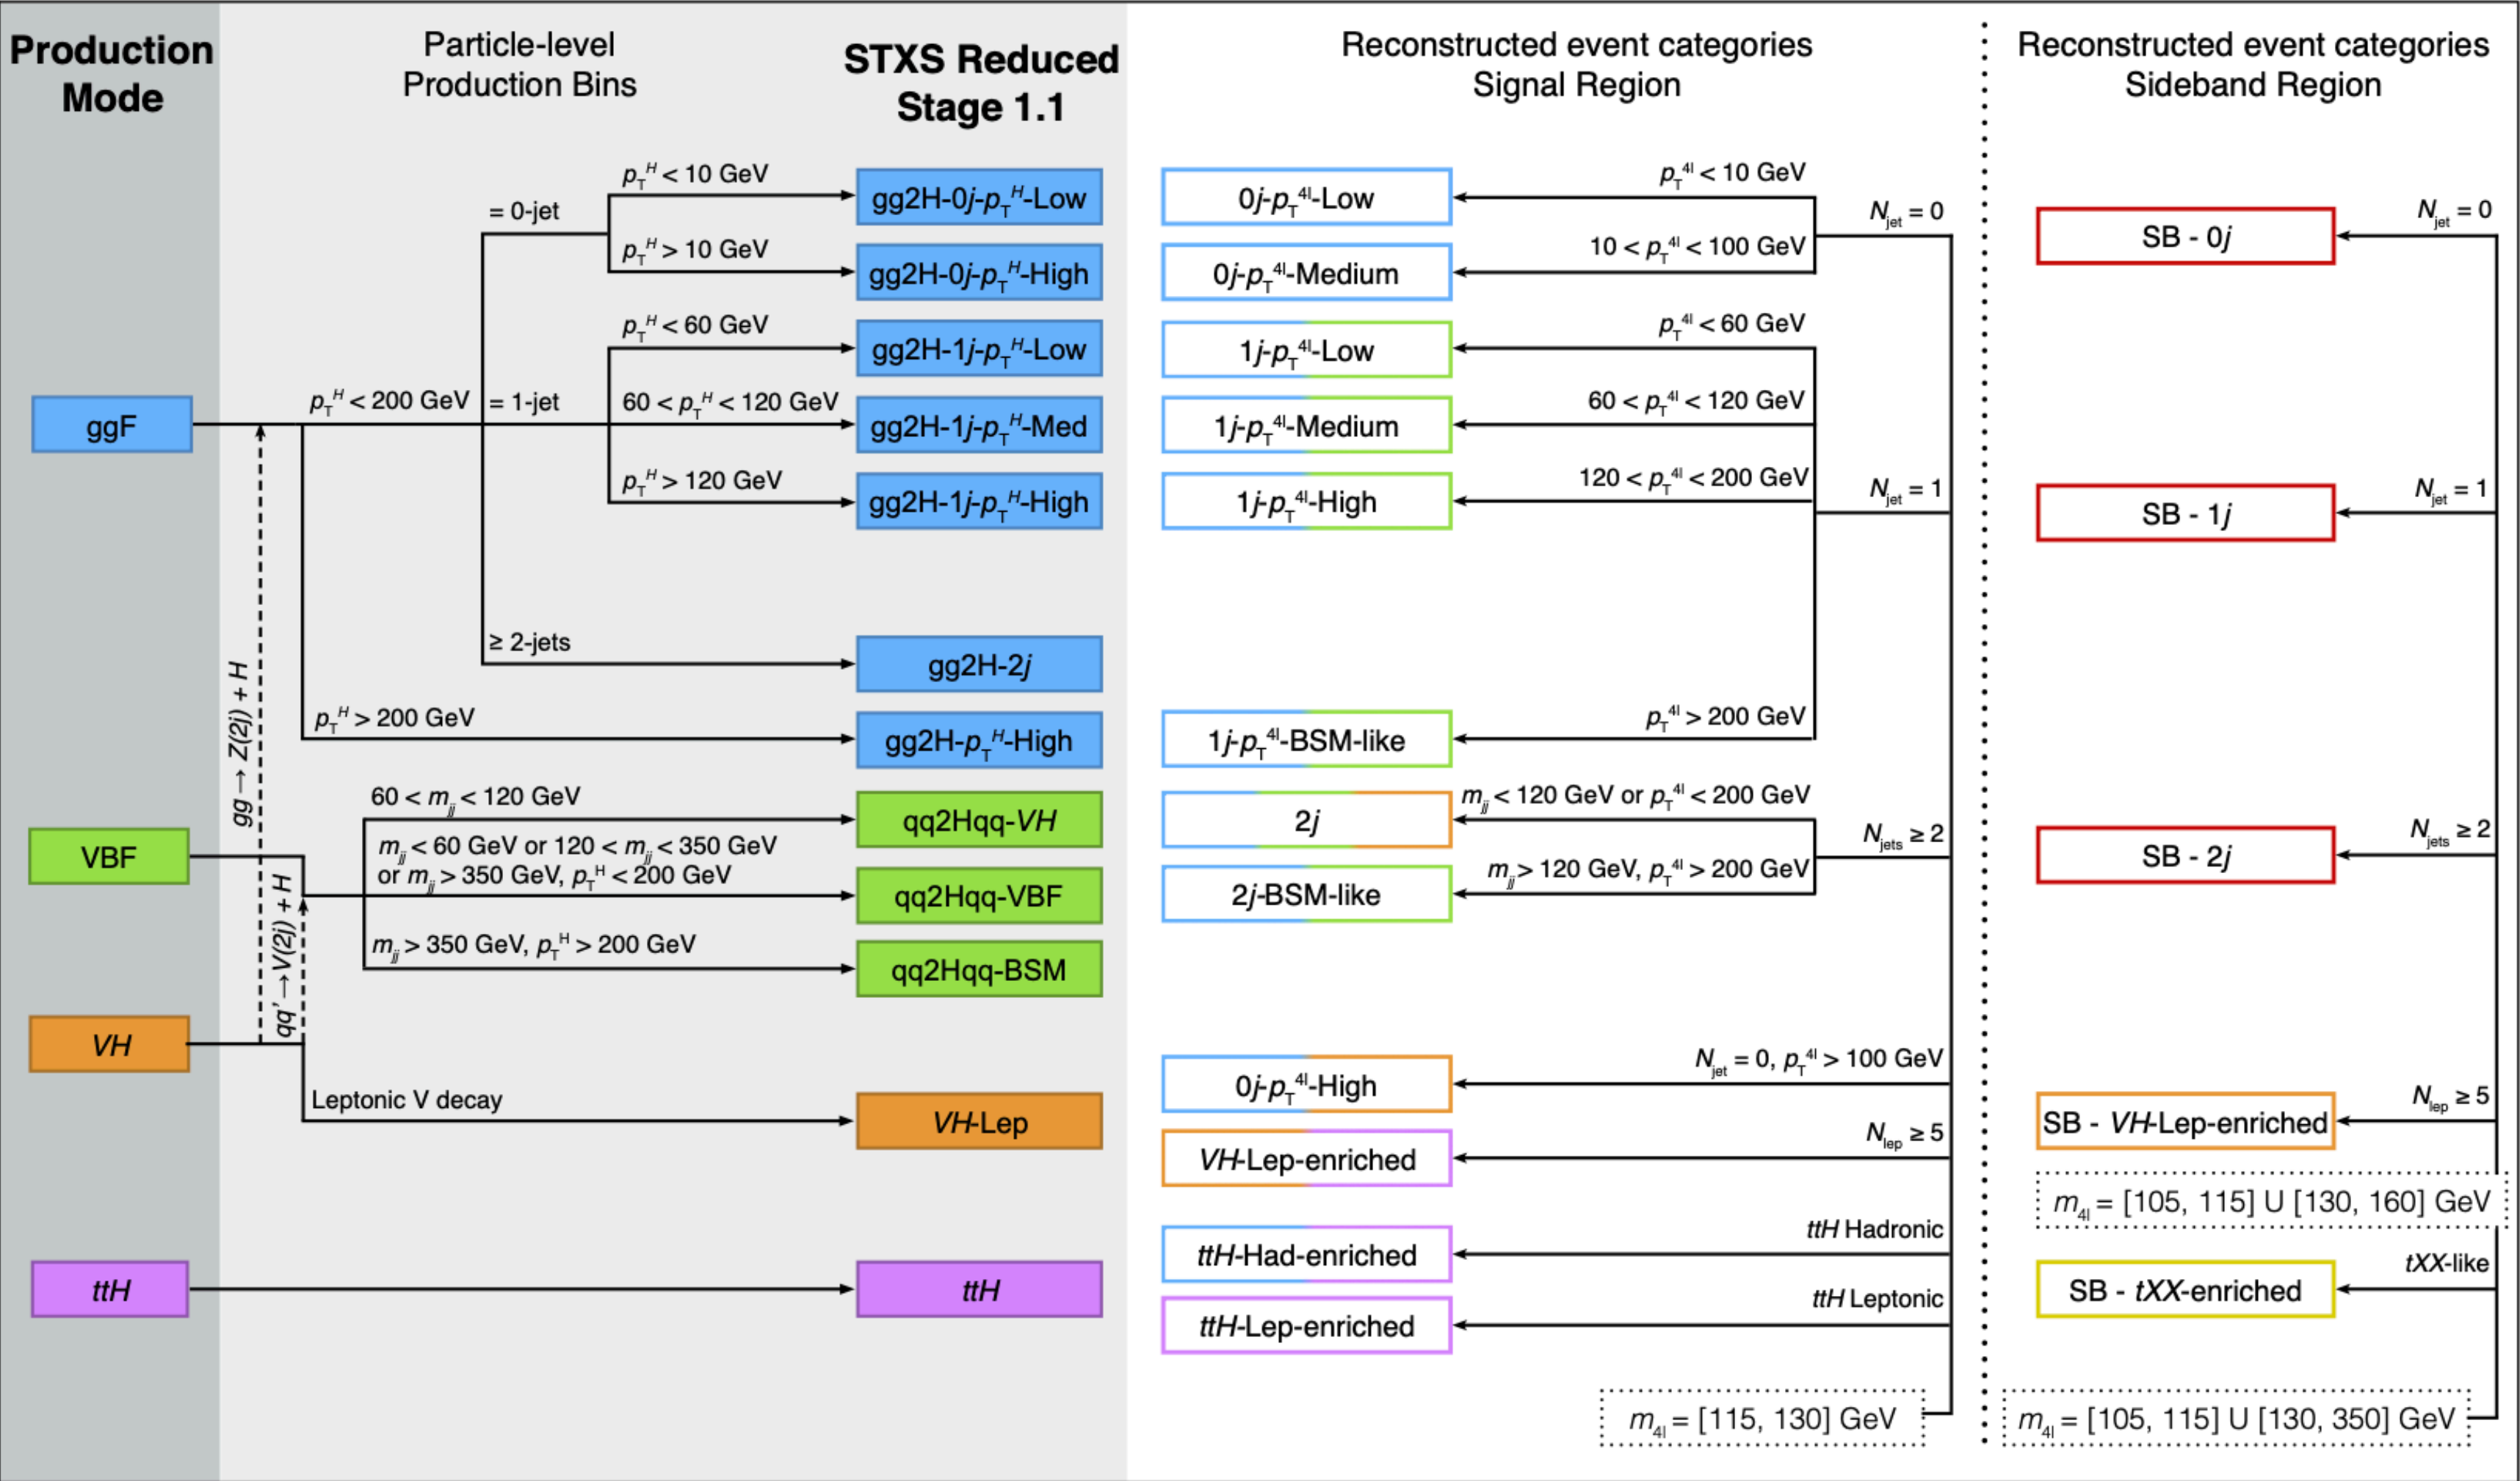 Production
Mode
Particle-level
Production Bins
STXS Reduced
Stage 1.1
Reconstructed event categories
Signal Region
Reconstructed event categories
Sideband Region
ggF
VBF
VH
ttH
gg → Z(2j) + H
qq' → V(2j) + H
p_T^H < 200 GeV
p_T^H > 200 GeV
= 0-jet
= 1-jet
≥ 2-jets
p_T^H < 10 GeV
p_T^H > 10 GeV
p_T^H < 60 GeV
60 < p_T^H < 120 GeV
p_T^H > 120 GeV
60 < m_jj < 120 GeV
m_jj < 60 GeV or 120 < m_jj < 350 GeV
or m_jj > 350 GeV, p_T^H < 200 GeV
m_jj > 350 GeV, p_T^H > 200 GeV
Leptonic V decay
gg2H-0j-p_T^H-Low
gg2H-0j-p_T^H-High
gg2H-1j-p_T^H-Low
gg2H-1j-p_T^H-Med
gg2H-1j-p_T^H-High
gg2H-2j
gg2H-p_T^H-High
qq2Hqq-VH
qq2Hqq-VBF
qq2Hqq-BSM
VH-Lep
ttH
0j-p_T^4l-Low
0j-p_T^4l-Medium
1j-p_T^4l-Low
1j-p_T^4l-Medium
1j-p_T^4l-High
1j-p_T^4l-BSM-like
2j
2j-BSM-like
0j-p_T^4l-High
VH-Lep-enriched
ttH-Had-enriched
ttH-Lep-enriched
p_T^4l < 10 GeV
10 < p_T^4l < 100 GeV
p_T^4l < 60 GeV
60 < p_T^4l < 120 GeV
120 < p_T^4l < 200 GeV
p_T^4l > 200 GeV
m_jj < 120 GeV or p_T^4l < 200 GeV
m_jj > 120 GeV, p_T^4l > 200 GeV
N_jet = 0
N_jet = 1
N_jets ≥ 2
N_jet = 0, p_T^4l > 100 GeV
N_lep ≥ 5
ttH Hadronic
ttH Leptonic
m_4l = [115, 130] GeV
SB - 0j
N_jet = 0
SB - 1j
N_jet = 1
SB - 2j
N_jets ≥ 2
SB - VH-Lep-enriched
N_lep ≥ 5
m_4l = [105, 115] U [130, 160] GeV
SB - tXX-enriched
tXX-like
m_4l = [105, 115] U [130, 350] GeV